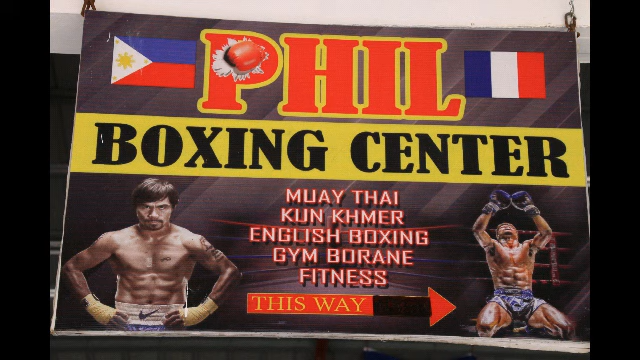 PHIL
BOXING CENTER
MUAY THAI
KUN KHMER
ENGLISH BOXING
GYM BORANE
FITNESS
THIS WAY